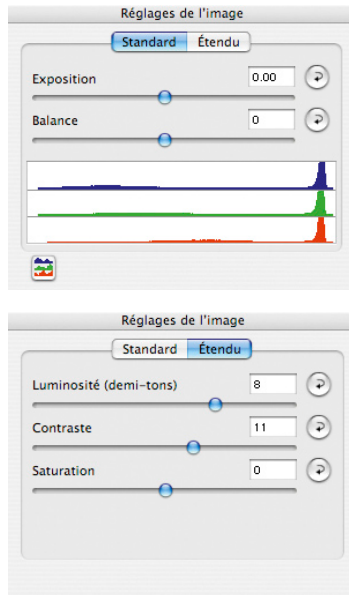 Réglages de l'image
Standard Étendu
Exposition 0.00
Balance 0
Réglages de l'image
Standard Étendu
Luminosité (demi-tons) 8
Contraste 11
Saturation 0